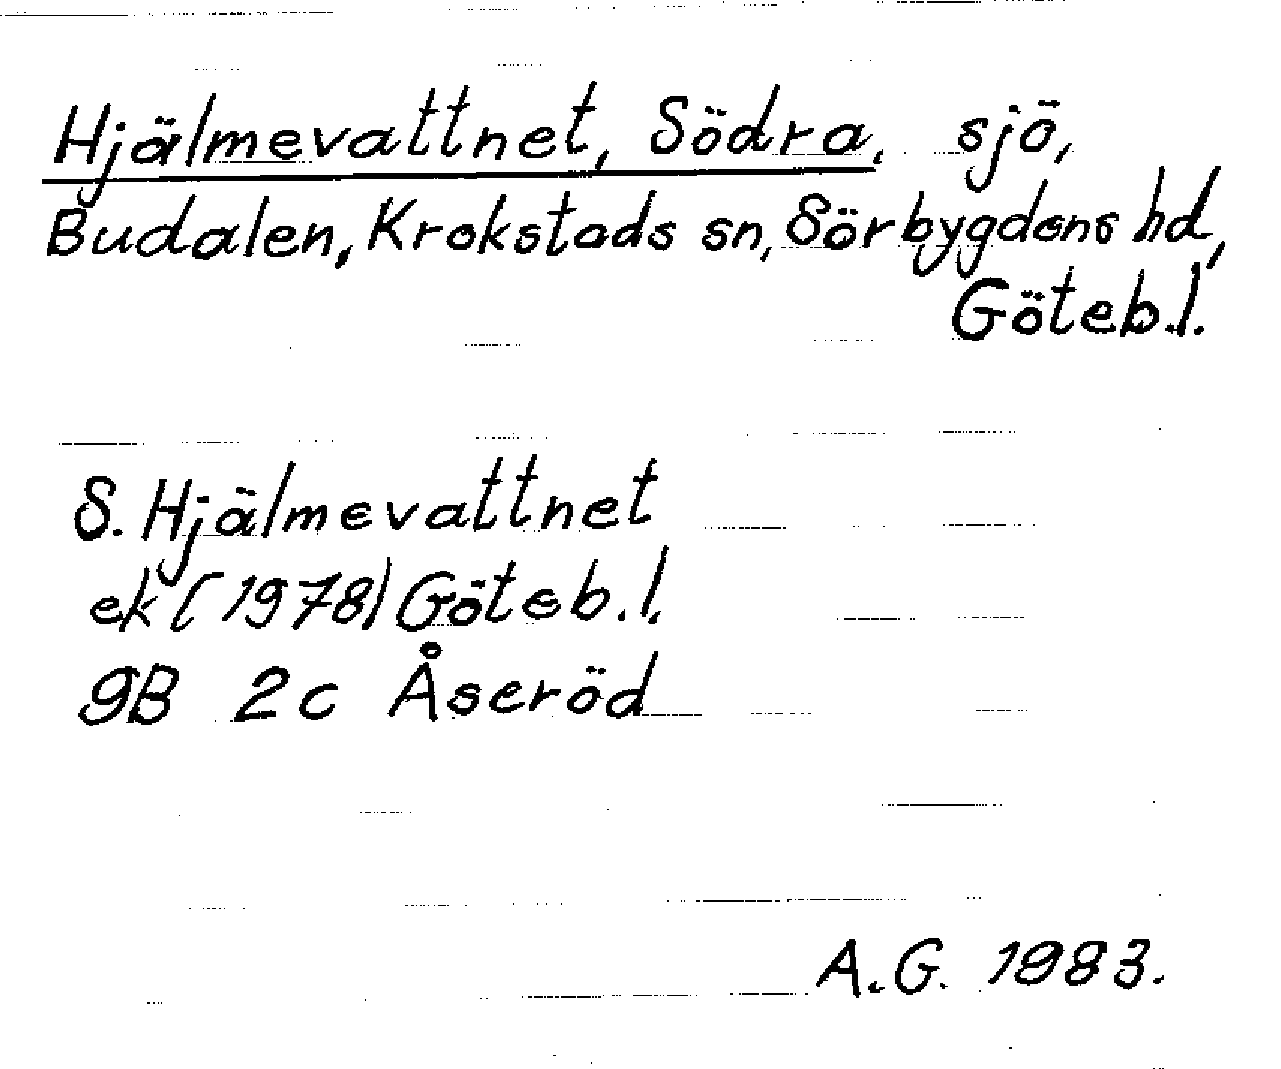 Hjälmevattnet, Södra, sjö,
Budalen, Krokstads sn, Sörbygdens hd,
Göteb.l.
S. Hjälmevattnet
ek (1978) Göteb.l.
9B 2c Åseröd
A.G. 1983.